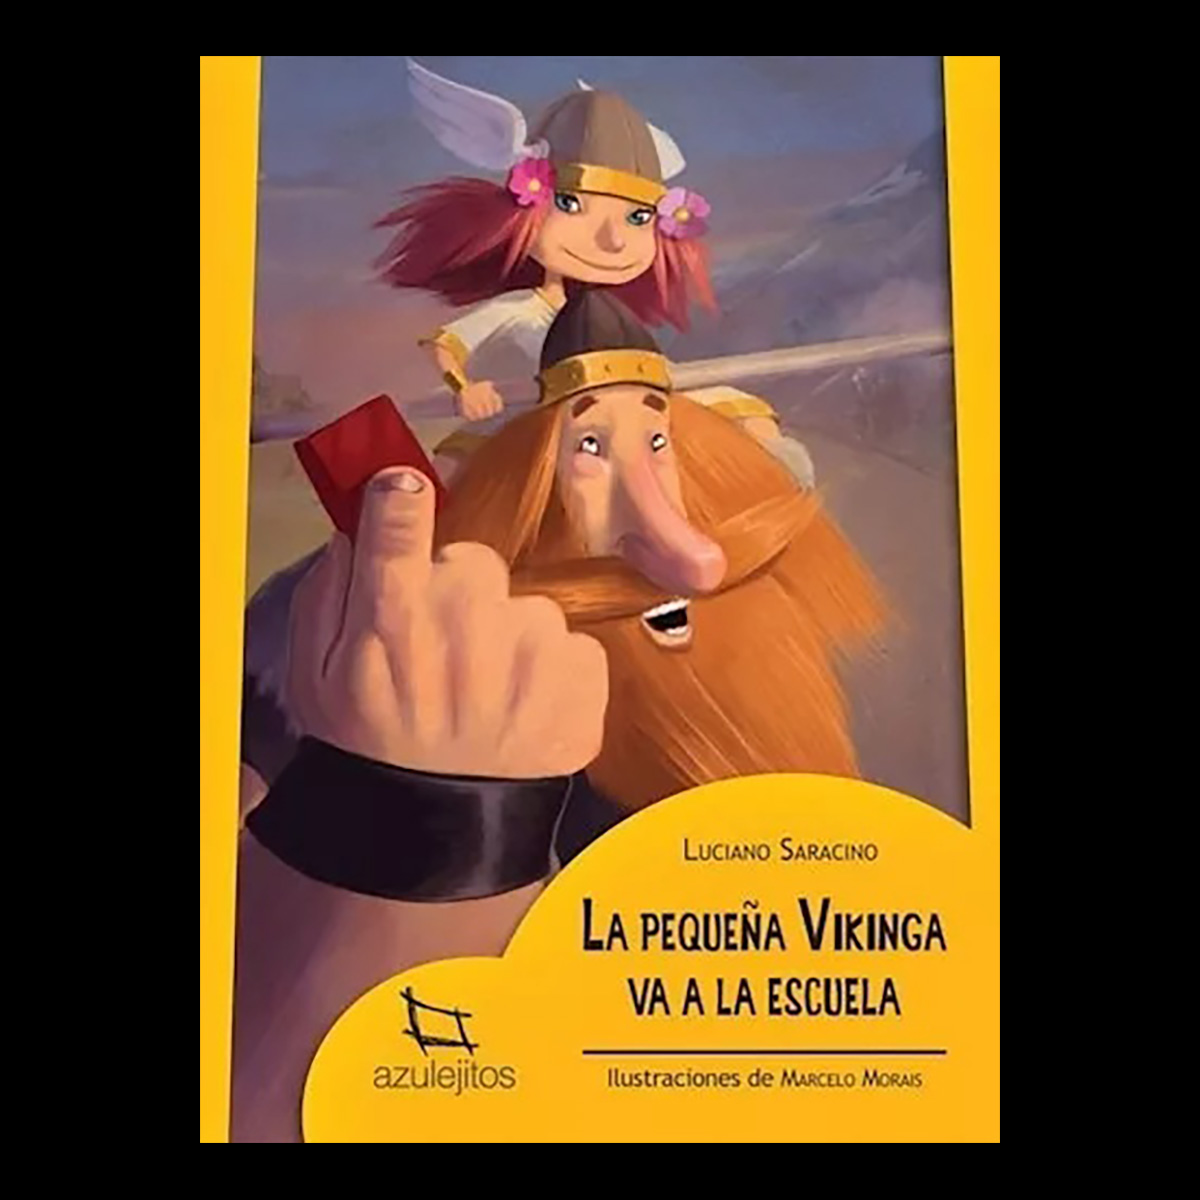 LUCIANO SARACINO
LA PEQUEÑA VIKINGA
VA A LA ESCUELA
azulejitos
Ilustraciones de MARCELO MORAIS